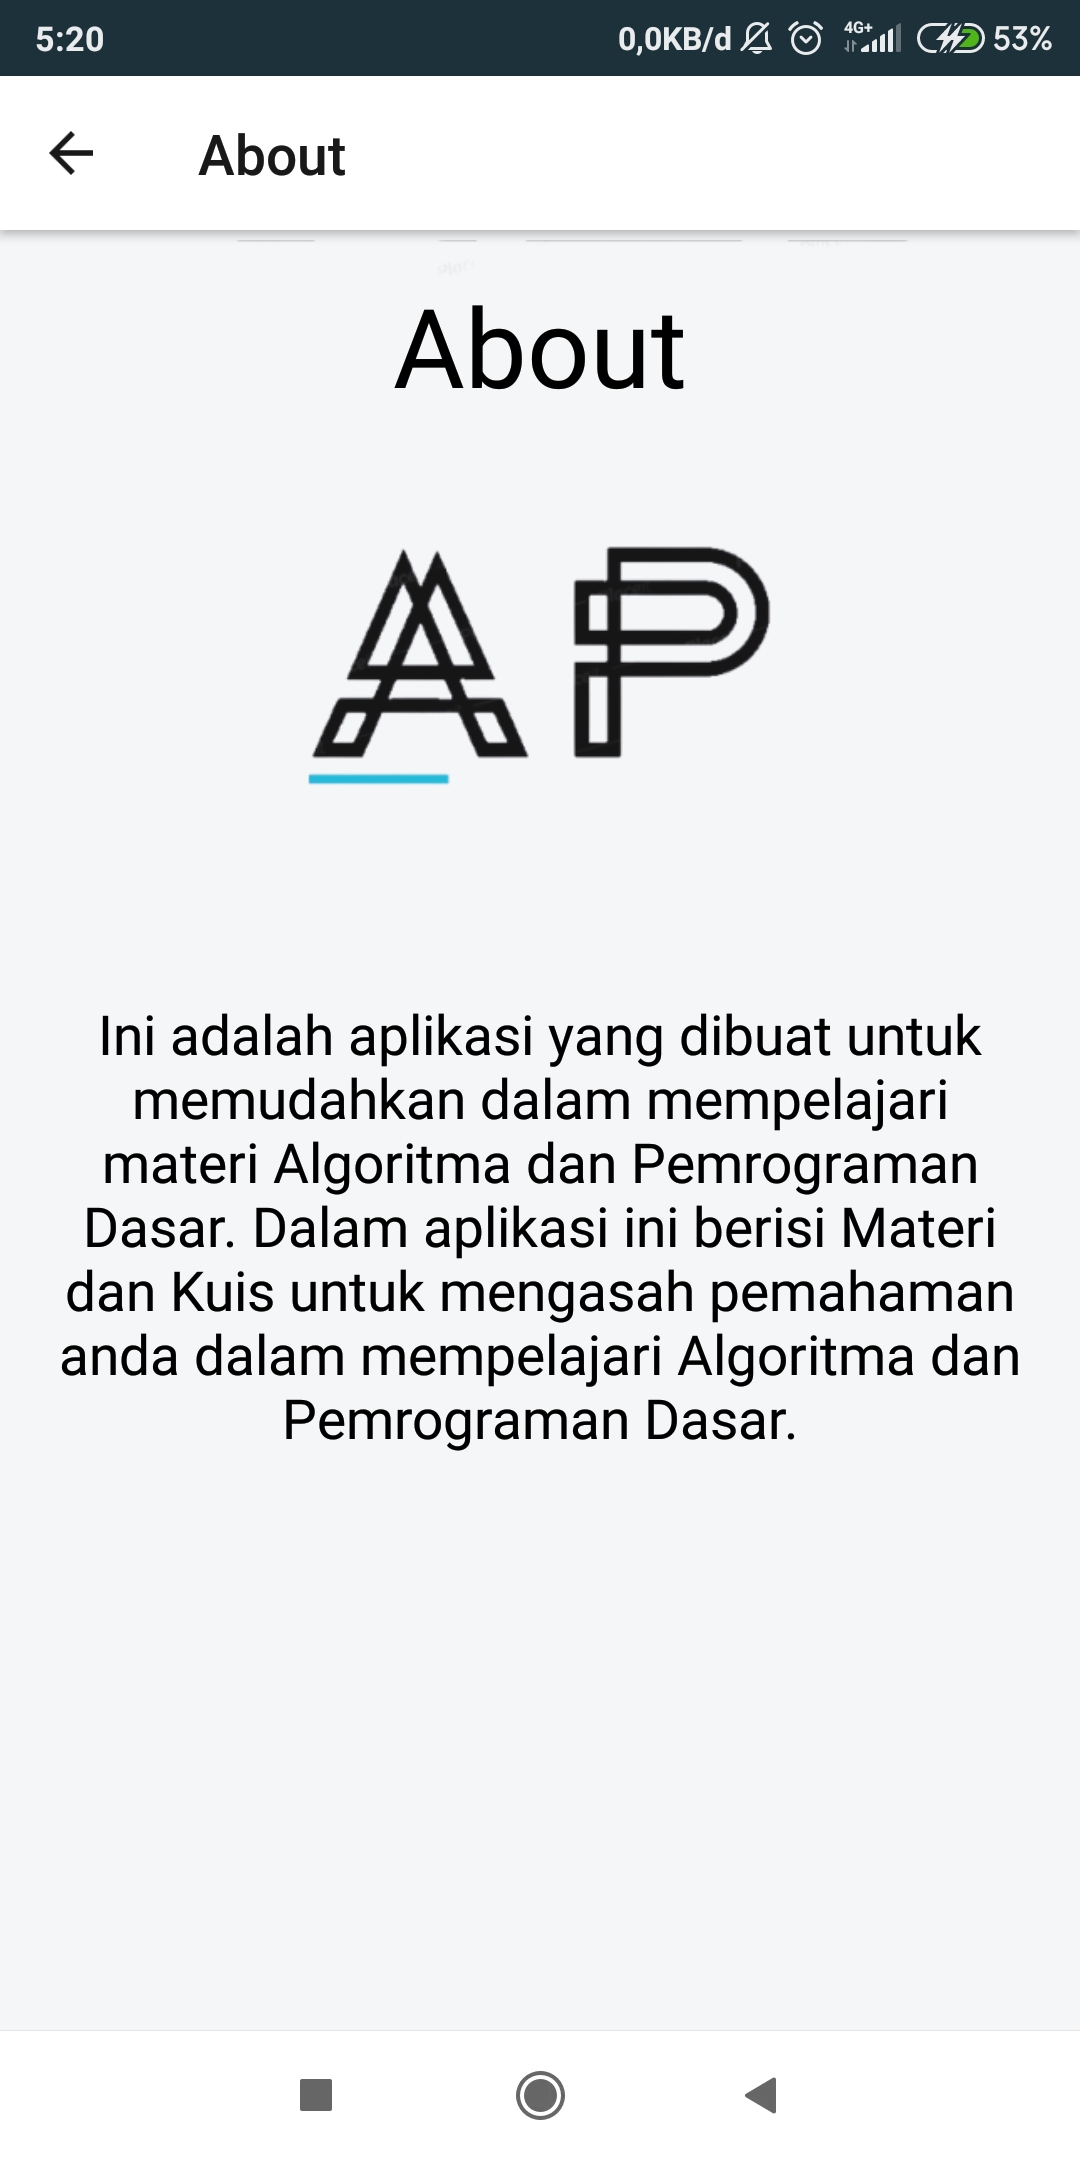 5:20
0,0KB/d
4G+
53%
About
About
AP
Ini adalah aplikasi yang dibuat untuk
memudahkan dalam mempelajari
materi Algoritma dan Pemrograman
Dasar. Dalam aplikasi ini berisi Materi
dan Kuis untuk mengasah pemahaman
anda dalam mempelajari Algoritma dan
Pemrograman Dasar.